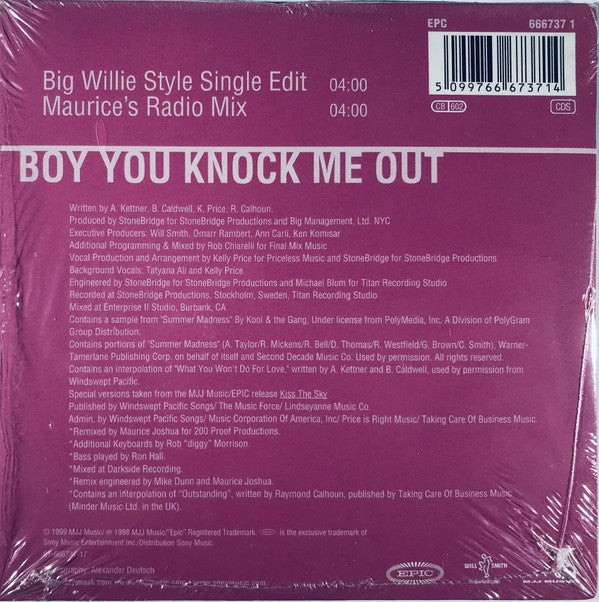 EPC 666737 1
5 099766 673714
CB 602 CDS
Big Willie Style Single Edit 04:00
Maurice's Radio Mix 04:00
BOY YOU KNOCK ME OUT
Written by A. Kettner, B. Caldwell, K. Price, R. Calhoun.
Produced by StoneBridge for StoneBridge Productions and Big Management, Ltd. NYC
Executive Producers: Will Smith, Omarr Rambert, Ann Carli, Ken Komisar
Additional Programming & Mixed by Rob Chiarelli for Final Mix Music
Vocal Production and Arrangement by Kelly Price for Priceless Music and StoneBridge for StoneBridge Productions
Background Vocals: Tatyana Ali and Kelly Price
Engineered by StoneBridge for StoneBridge Productions and Michael Blum for Titan Recording Studio
Recorded at StoneBridge Productions, Stockholm, Sweden, Titan Recording Studio
Mixed at Enterprise II Studio, Burbank, CA
Contains a sample from "Summer Madness" By Kool & the Gang, Under license from PolyMedia, Inc. A Division of PolyGram
Group Distribution.
Contains portions of "Summer Madness" (A. Taylor/R. Mickens/R. Bell/D. Thomas/R. Westfield/G. Brown/C. Smith), Warner-
Tamerlane Publishing Corp. on behalf of itself and Second Decade Music Co. Used by permission. All rights reserved.
Contains an interpolation of "What You Won't Do For Love," written by A. Kettner and B. Caldwell, used by permission from
Windswept Pacific.
Special versions taken from the MJJ Music/EPIC release Kiss The Sky
Published by Windswept Pacific Songs/ The Music Force/ Lindseyanne Music Co.
Admin. by Windswept Pacific Songs/ Music Corporation Of America, Inc/ Price is Right Music/ Taking Care Of Business Music.
*Remixed by Maurice Joshua for 200 Proof Productions.
*Additional Keyboards by Rob "diggy" Morrison.
*Bass played by Ron Hall.
*Mixed at Darkside Recording.
*Remix engineered by Mike Dunn and Maurice Joshua.
*Contains an interpolation of "Outstanding", written by Raymond Calhoun, published by Taking Care Of Business Music
(Minder Music Ltd. in the UK).
© 1999 MJJ Music/ ℗ 1998 MJJ Music/"Epic" Registered Trademark. is the exclusive trademark of
Sony Music Entertainment Inc./Distribution Sony Music.
Photography: Alexander Deutsch
EPIC WILL SMITH MJJ MUSIC